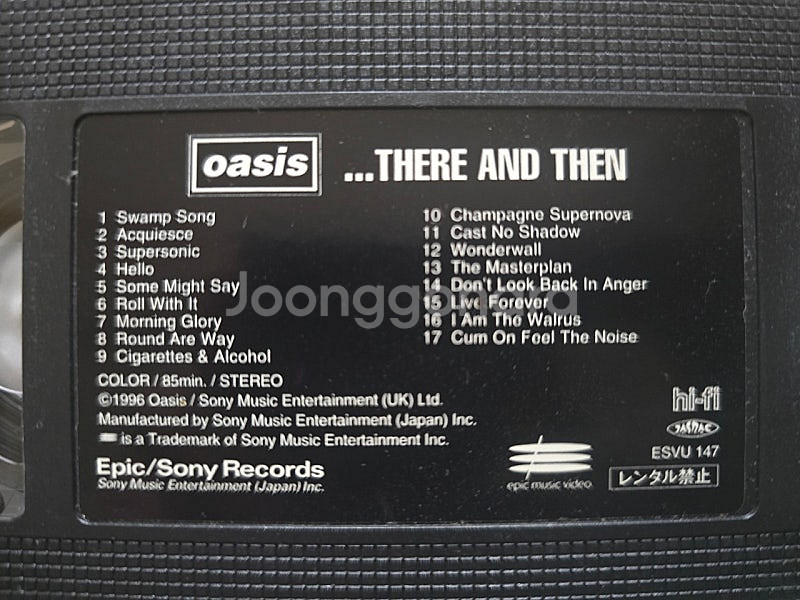 oasis ...THERE AND THEN
1 Swamp Song
2 Acquiesce
3 Supersonic
4 Hello
5 Some Might Say
6 Roll With It
7 Morning Glory
8 Round Are Way
9 Cigarettes & Alcohol
10 Champagne Supernova
11 Cast No Shadow
12 Wonderwall
13 The Masterplan
14 Don't Look Back In Anger
15 Live Forever
16 I Am The Walrus
17 Cum On Feel The Noise
COLOR / 85min. / STEREO
©1996 Oasis / Sony Music Entertainment (UK) Ltd.
Manufactured by Sony Music Entertainment (Japan) Inc.
is a Trademark of Sony Music Entertainment Inc.
Epic/Sony Records
Sony Music Entertainment (Japan) Inc.
epic music video
hi-fi
JASRAC
ESVU 147
レンタル禁止